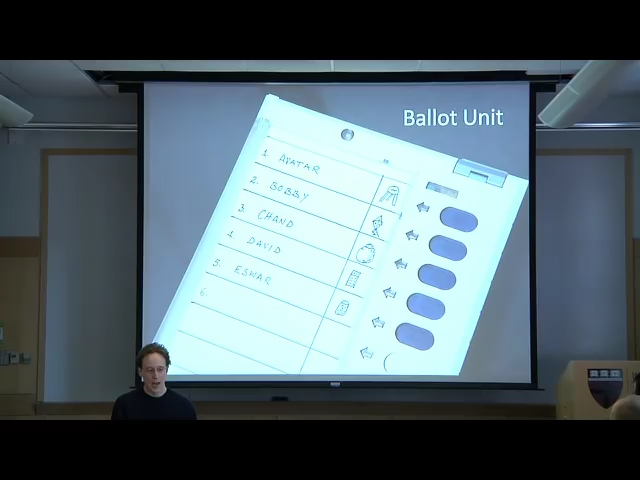 Ballot Unit
1. AVATAR
2. BOBBY
3. CHAND
4. DAVID
5. ESWAR
6.